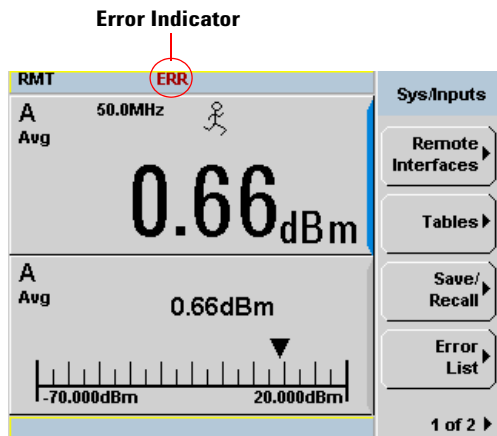 Error Indicator
RMT ERR
Sys/Inputs
A 50.0MHz
Avg
0.66dBm
A
Avg
0.66dBm
-70.000dBm 20.000dBm
Remote
Interfaces
Tables
Save/
Recall
Error
List
1 of 2